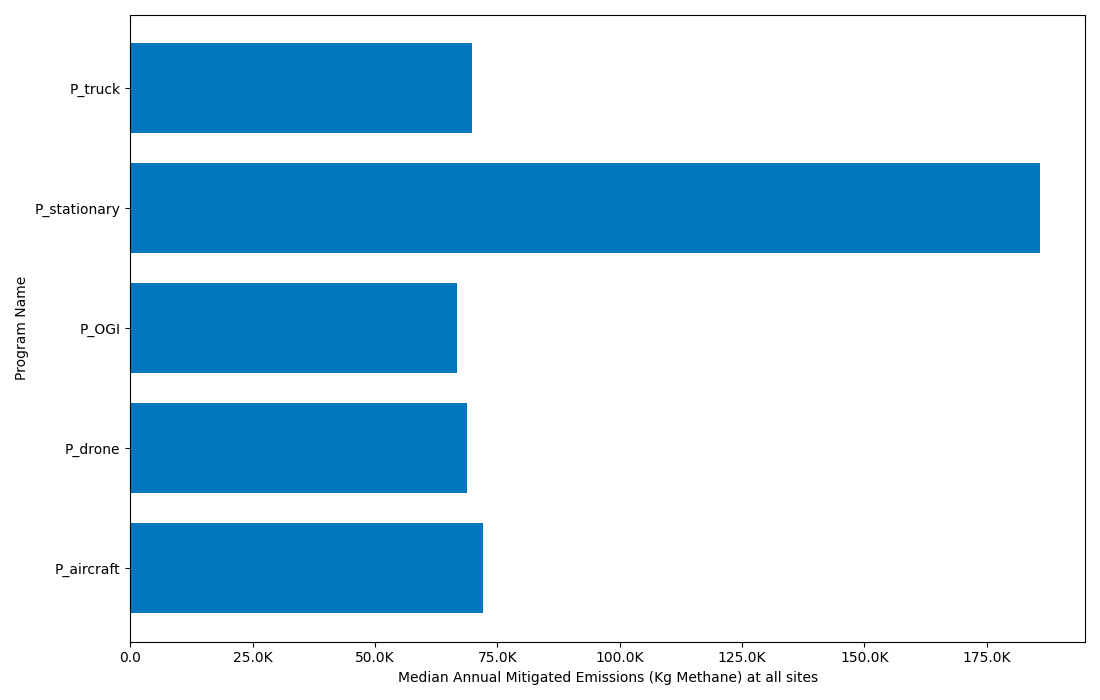 P_truck
P_stationary
P_OGI
P_drone
P_aircraft
Program Name
0.0 25.0K 50.0K 75.0K 100.0K 125.0K 150.0K 175.0K
Median Annual Mitigated Emissions (Kg Methane) at all sites